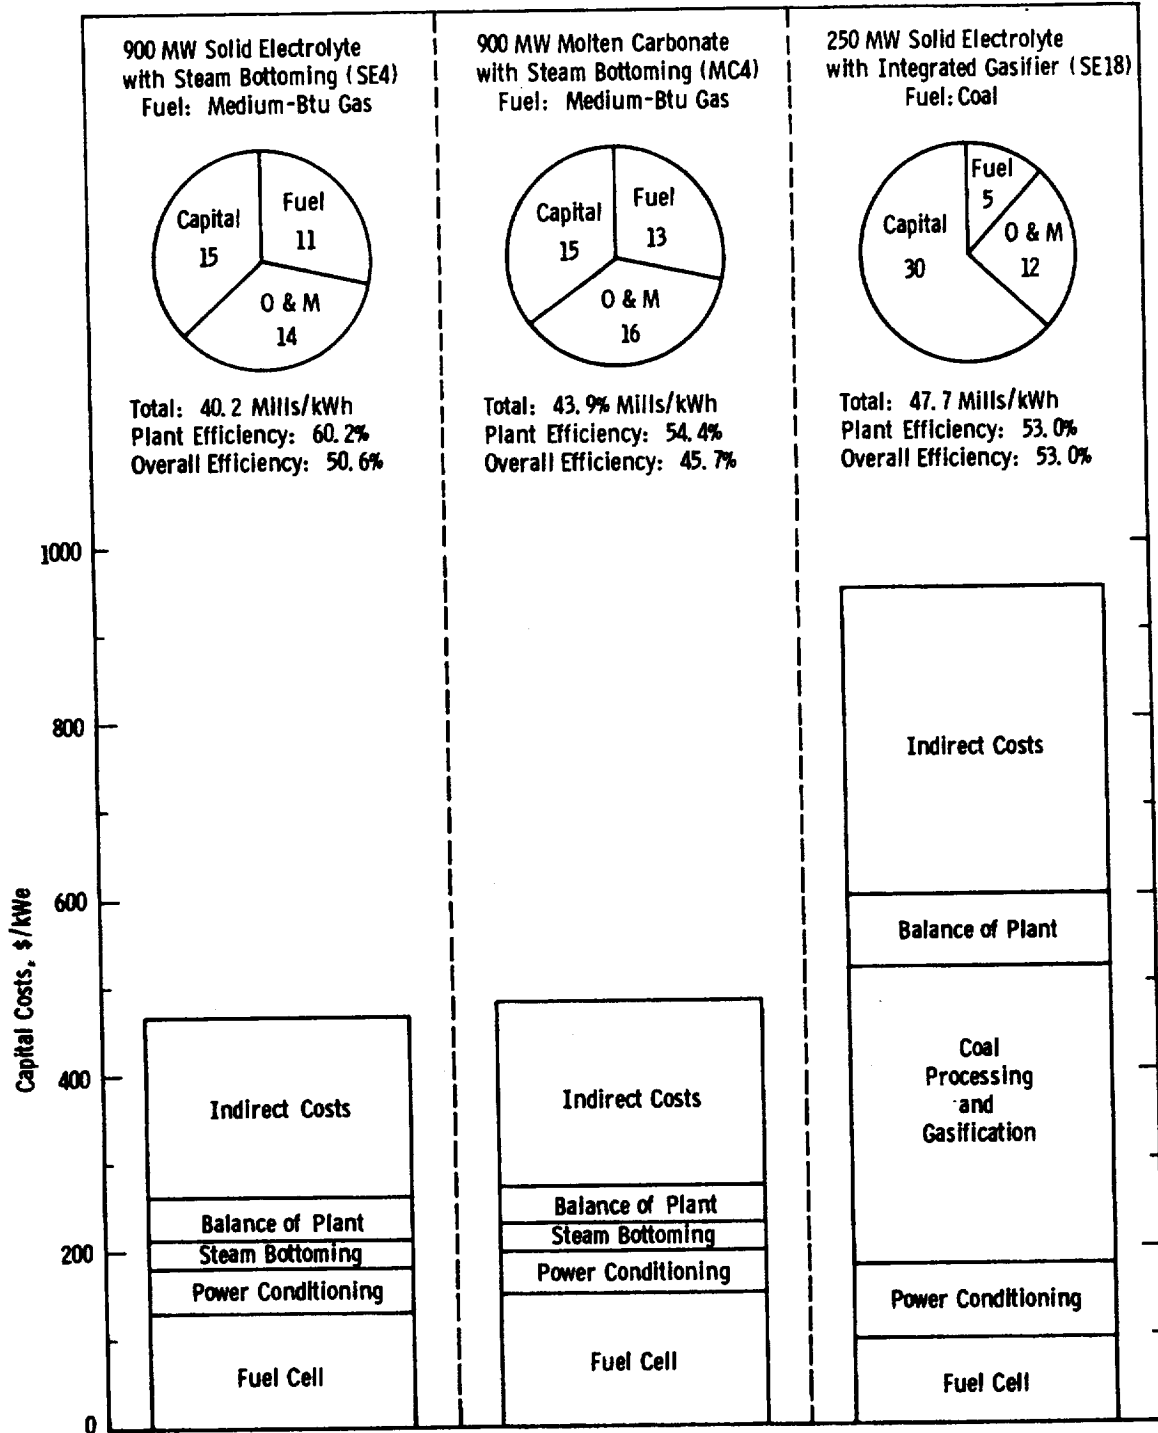 900 MW Solid Electrolyte
with Steam Bottoming (SE4)
Fuel: Medium-Btu Gas
Capital
15
Fuel
11
O & M
14
Total: 40.2 Mills/kWh
Plant Efficiency: 60.2%
Overall Efficiency: 50.6%
900 MW Molten Carbonate
with Steam Bottoming (MC4)
Fuel: Medium-Btu Gas
Capital
15
Fuel
13
O & M
16
Total: 43.9% Mills/kWh
Plant Efficiency: 54.4%
Overall Efficiency: 45.7%
250 MW Solid Electrolyte
with Integrated Gasifier (SE18)
Fuel: Coal
Capital
30
Fuel
5
O & M
12
Total: 47.7 Mills/kWh
Plant Efficiency: 53.0%
Overall Efficiency: 53.0%
Capital Costs, $/kWe
1000
800
600
400
200
0
Indirect Costs
Balance of Plant
Steam Bottoming
Power Conditioning
Fuel Cell
Indirect Costs
Balance of Plant
Steam Bottoming
Power Conditioning
Fuel Cell
Indirect Costs
Balance of Plant
Coal
Processing
and
Gasification
Power Conditioning
Fuel Cell